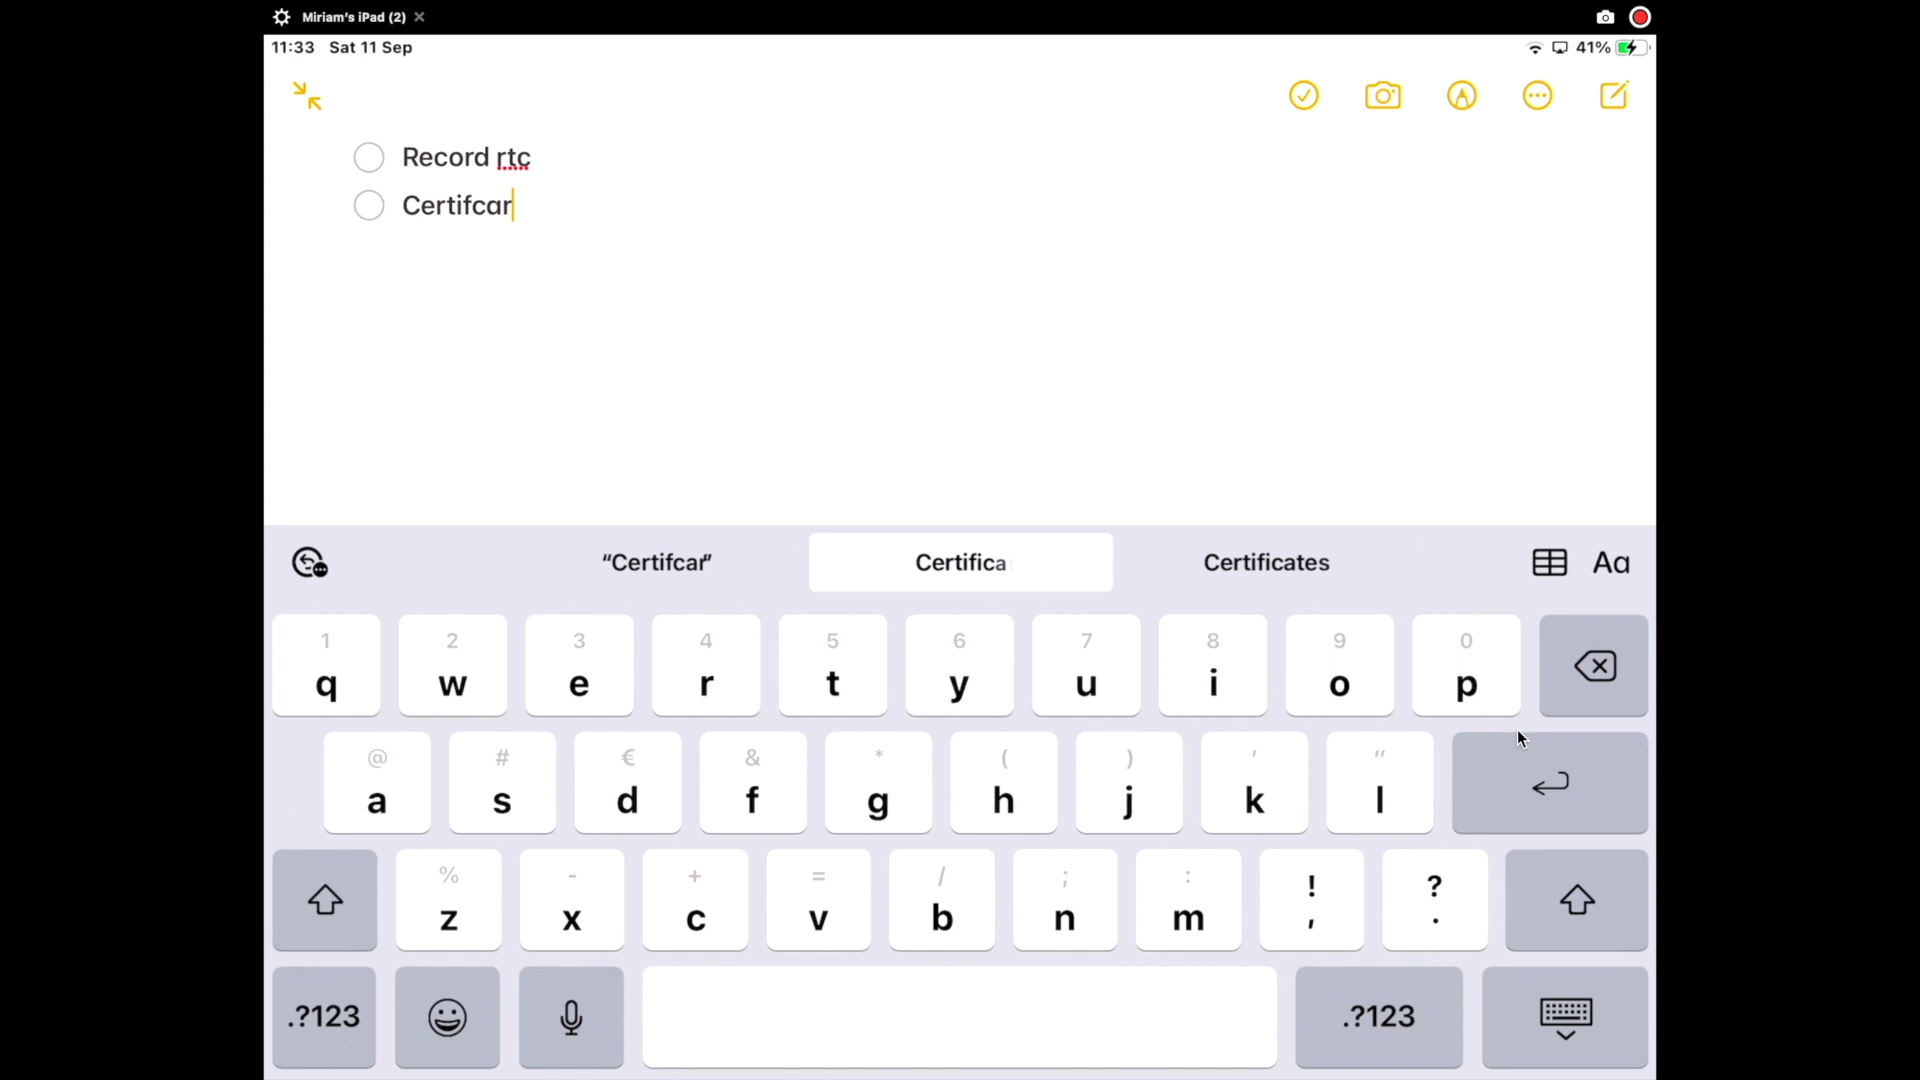 Miriam's iPad (2)
11:33 Sat 11 Sep
41%
Record rtc
Certifcar
"Certifcar"
Certifica
Certificates
Aa
1 2 3 4 5 6 7 8 9 0
q w e r t y u i o p
@ # € & * ( ) ' "
a s d f g h j k l
% - + = / ; : ! ?
z x c v b n m , .
.?123
.?123